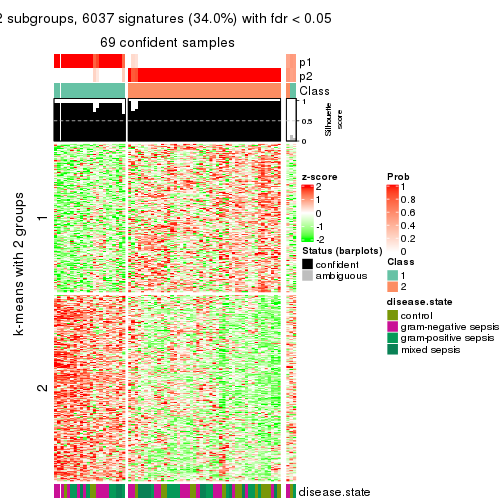 2 subgroups, 6037 signatures (34.0%) with fdr < 0.05
69 confident samples
p1
p2
Class
1
0.5
0
Silhouette
score
k-means with 2 groups
1
2
disease.state
z-score
2
1
0
-1
-2
Status (barplots)
confident
ambiguous
Prob
1
0.8
0.6
0.4
0.2
0
Class
1
2
disease.state
control
gram-negative sepsis
gram-positive sepsis
mixed sepsis